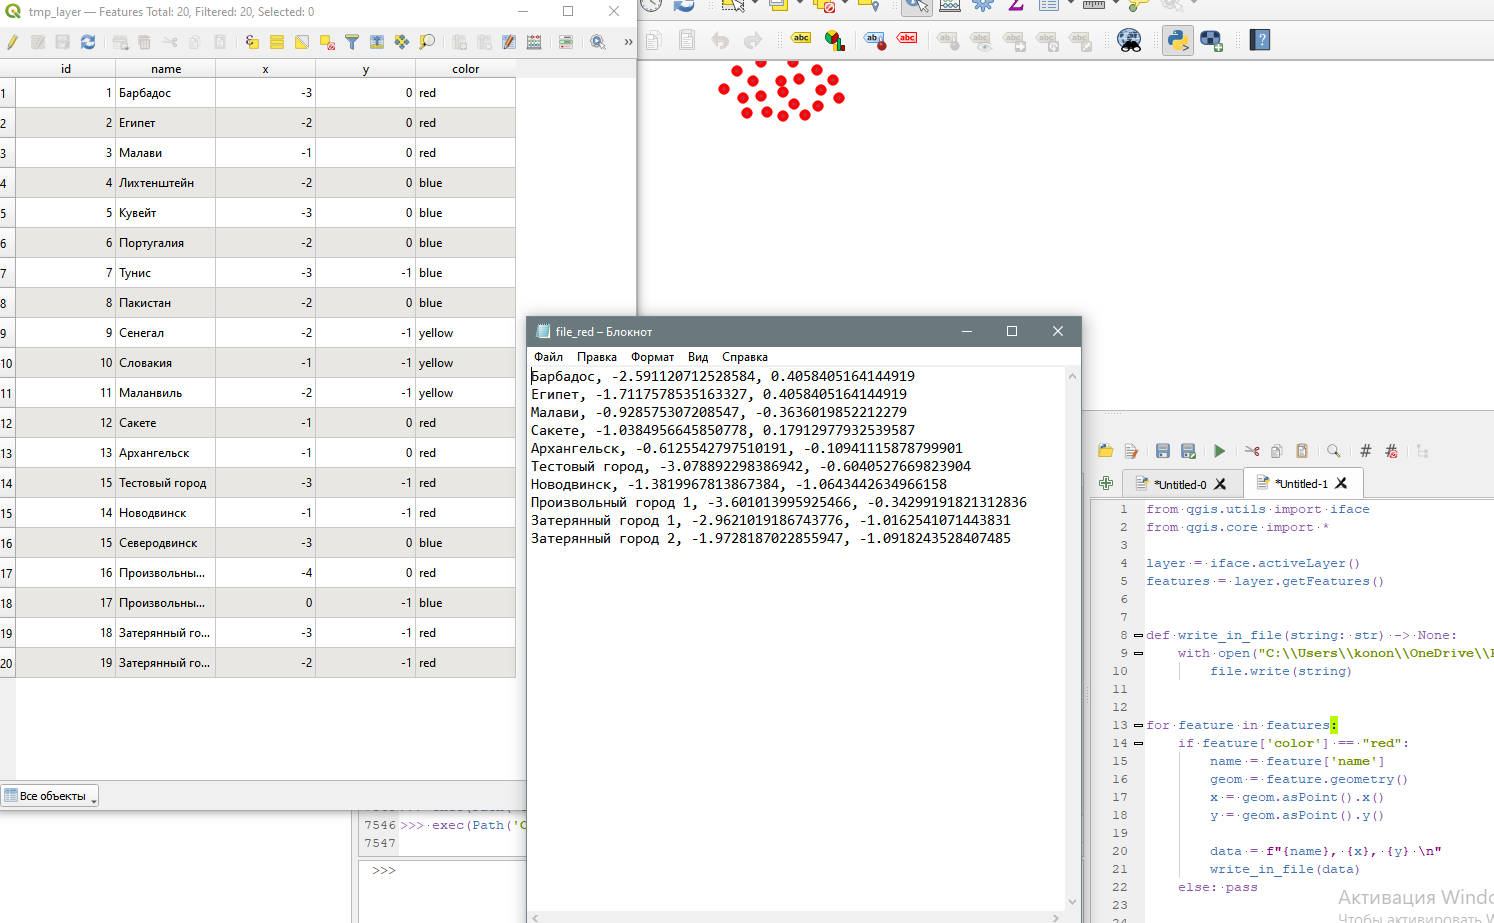 tmp_layer — Features Total: 20, Filtered: 20, Selected: 0
id name x y color
1 1 Барбадос -3 0 red
2 2 Египет -2 0 red
3 3 Малави -1 0 red
4 4 Лихтенштейн -2 0 blue
5 5 Кувейт -3 0 blue
6 6 Португалия -2 0 blue
7 7 Тунис -3 -1 blue
8 8 Пакистан -2 0 blue
9 9 Сенегал -2 -1 yellow
10 10 Словакия -1 -1 yellow
11 11 Маланвиль -2 -1 yellow
12 12 Сакете -1 0 red
13 13 Архангельск -1 0 red
14 15 Тестовый город -3 -1 red
15 14 Новодвинск -1 -1 red
16 15 Северодвинск -3 0 blue
17 16 Произвольны... -4 0 red
18 17 Произвольны... 0 -1 blue
19 18 Затерянный го... -3 -1 red
20 19 Затерянный го... -2 -1 red
Все объекты
file_red – Блокнот
Файл Правка Формат Вид Справка
Барбадос, -2.591120712528584, 0.4058405164144919
Египет, -1.7117578535163327, 0.4058405164144919
Малави, -0.928575307208547, -0.3636019852212279
Сакете, -1.0384956645850778, 0.17912977932539587
Архангельск, -0.6125542797510191, -0.10941115878799901
Тестовый город, -3.078892298386942, -0.6040527669823904
Новодвинск, -1.3819967813867384, -1.0643442634966158
Произвольный город 1, -3.601013995925466, -0.34299191821312836
Затерянный город 1, -2.9621019186743776, -1.0162541071443831
Затерянный город 2, -1.9728187022855947, -1.0918243528407485
7546 >>> exec(Path('C
7547
>>>
*Untitled-0 *Untitled-1
1 from qgis.utils import iface
2 from qgis.core import *
3
4 layer = iface.activeLayer()
5 features = layer.getFeatures()
6
7
8 def write_in_file(string: str) -> None:
9 with open("C:\\Users\\konon\\OneDrive\\
10 file.write(string)
11
12
13 for feature in features:
14 if feature['color'] == "red":
15 name = feature['name']
16 geom = feature.geometry()
17 x = geom.asPoint().x()
18 y = geom.asPoint().y()
19
20 data = f"{name}, {x}, {y} \n"
21 write_in_file(data)
22 else: pass
23
Активация Windo
Чтобы активировать W